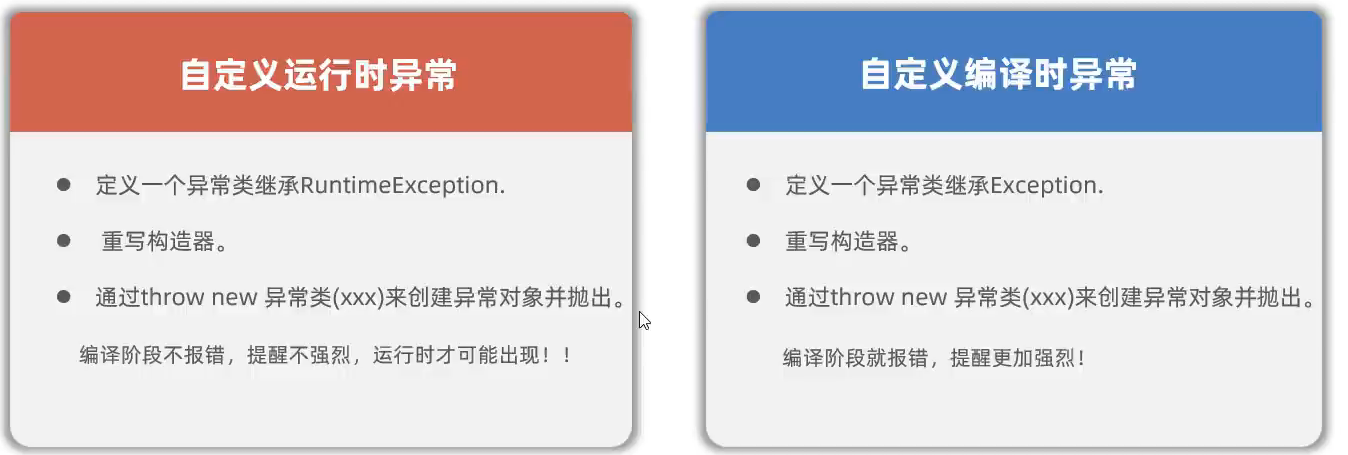 自定义运行时异常
定义一个异常类继承RuntimeException.
重写构造器。
通过throw new 异常类(xxx)来创建异常对象并抛出。
编译阶段不报错，提醒不强烈，运行时才可能出现！！
自定义编译时异常
定义一个异常类继承Exception.
重写构造器。
通过throw new 异常类(xxx)来创建异常对象并抛出。
编译阶段就报错，提醒更加强烈！